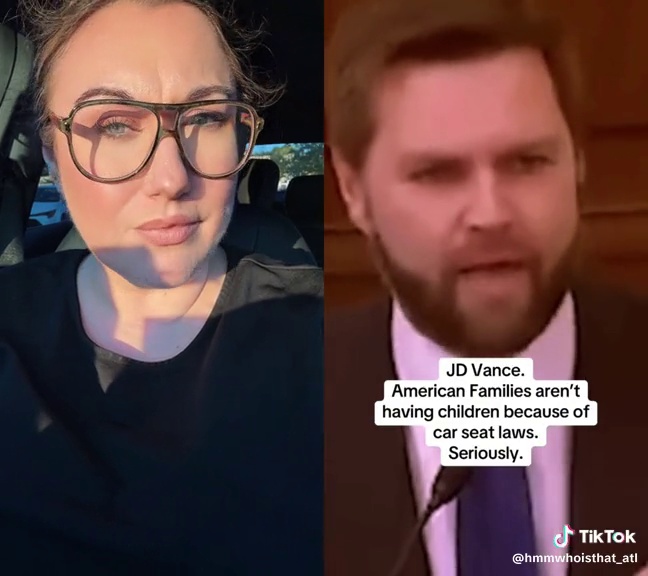 JD Vance.
American Families aren't
having children because of
car seat laws.
Seriously.
TikTok
@hmmwhoisthat_atl